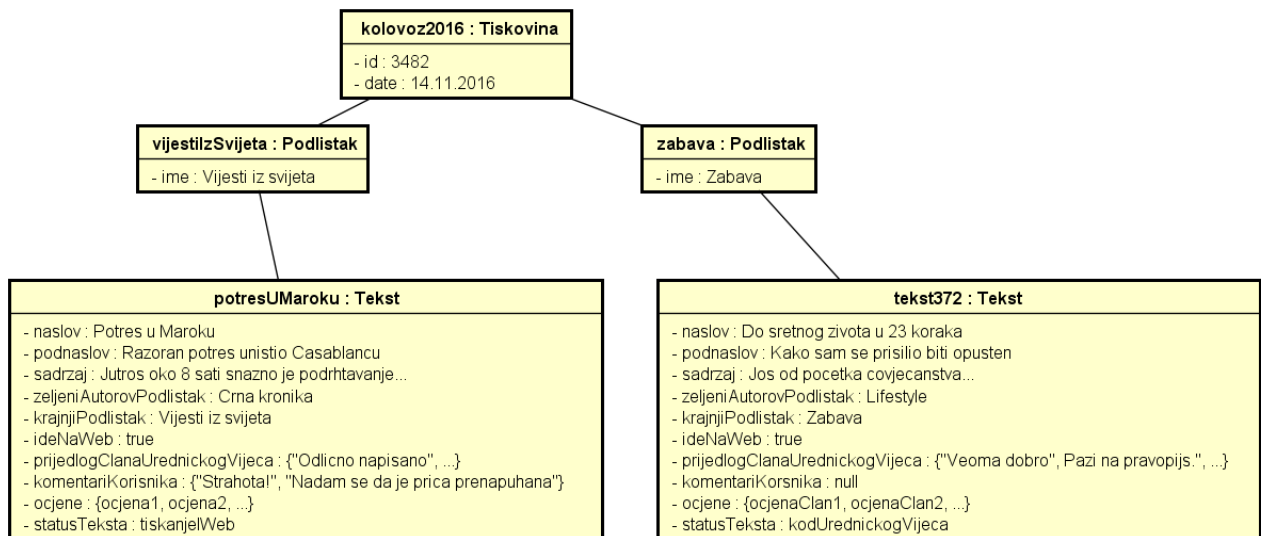 kolovoz2016 : Tiskovina
- id : 3482
- date : 14.11.2016
vijestiIzSvijeta : Podlistak
- ime : Vijesti iz svijeta
zabava : Podlistak
- ime : Zabava
potresUMaroku : Tekst
- naslov : Potres u Maroku
- podnaslov : Razoran potres unistio Casablancu
- sadrzaj : Jutros oko 8 sati snazno je podrhtavanje...
- zeljeniAutorovPodlistak : Crna kronika
- krajnjiPodlistak : Vijesti iz svijeta
- ideNaWeb : true
- prijedlogClanaUrednickogVijeca : {"Odlicno napisano", ...}
- komentariKorisnika : {"Strahota!", "Nadam se da je prica prenapuhana"}
- ocjene : {ocjena1, ocjena2, ...}
- statusTeksta : tiskanjeIWeb
tekst372 : Tekst
- naslov : Do sretnog zivota u 23 koraka
- podnaslov : Kako sam se prisilio biti opusten
- sadrzaj : Jos od pocetka covjecanstva...
- zeljeniAutorovPodlistak : Lifestyle
- krajnjiPodlistak : Zabava
- ideNaWeb : true
- prijedlogClanaUrednickogVijeca : {"Veoma dobro", Pazi na pravopijs.", ...}
- komentariKorsnika : null
- ocjene : {ocjenaClan1, ocjenaClan2, ...}
- statusTeksta : kodUrednickogVijeca